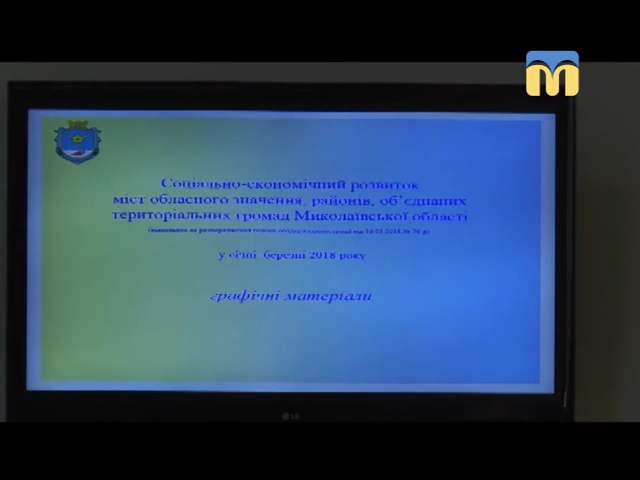 Соціально-економічний розвиток
міст обласного значення, районів, об'єднаних
територіальних громад Миколаївської області
у січні березні 2018 року
графічні матеріали
LG